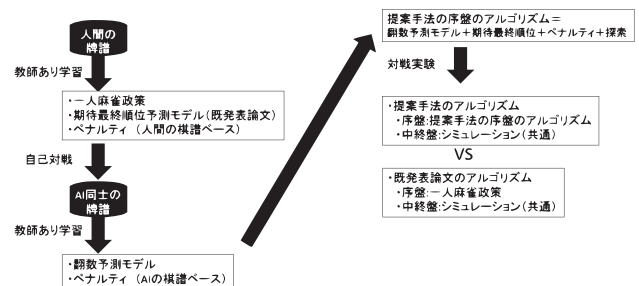 人間の
牌譜
教師あり学習
・一人麻雀政策
・期待最終順位予測モデル(既発表論文)
・ペナルティ (人間の棋譜ベース)
自己対戦
AI同士の
牌譜
教師あり学習
・翻数予測モデル
・ペナルティ (AIの棋譜ベース)
提案手法の序盤のアルゴリズム=
翻数予測モデル+期待最終順位+ペナルティ+探索
対戦実験
・提案手法のアルゴリズム
・序盤:提案手法の序盤のアルゴリズム
・中終盤:シミュレーション(共通)
VS
・既発表論文のアルゴリズム
・序盤:一人麻雀政策
・中終盤:シミュレーション(共通)